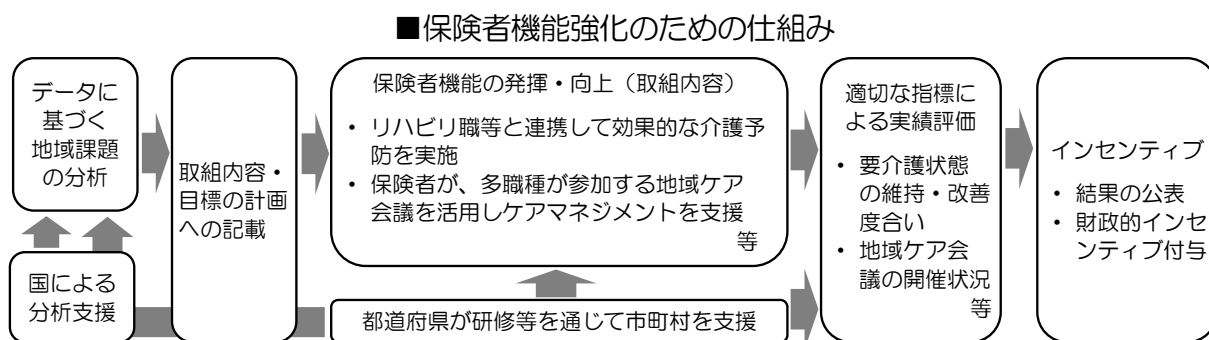 ■保険者機能強化のための仕組み
データに
基づく
地域課題
の分析
国による
分析支援
取組内容・
目標の計画
への記載
保険者機能の発揮・向上（取組内容）
・ リハビリ職等と連携して効果的な介護予
防を実施
・ 保険者が、多職種が参加する地域ケア
会議を活用しケアマネジメントを支援
等
都道府県が研修等を通じて市町村を支援
適切な指標に
よる実績評価
・ 要介護状態
の維持・改善
度合い
・ 地域ケア会
議の開催状況
等
インセンティブ
・ 結果の公表
・ 財政的インセ
ンティブ付与